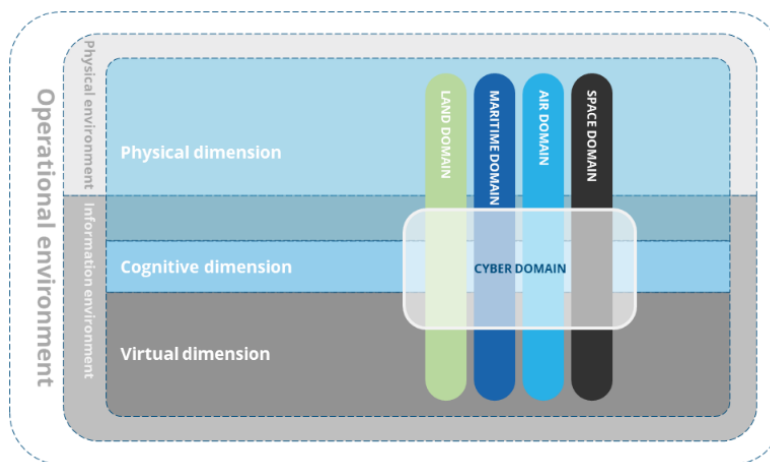 Operational environment
Physical environment
Information environment
Physical dimension
Cognitive dimension
Virtual dimension
LAND DOMAIN
MARITIME DOMAIN
AIR DOMAIN
SPACE DOMAIN
CYBER DOMAIN